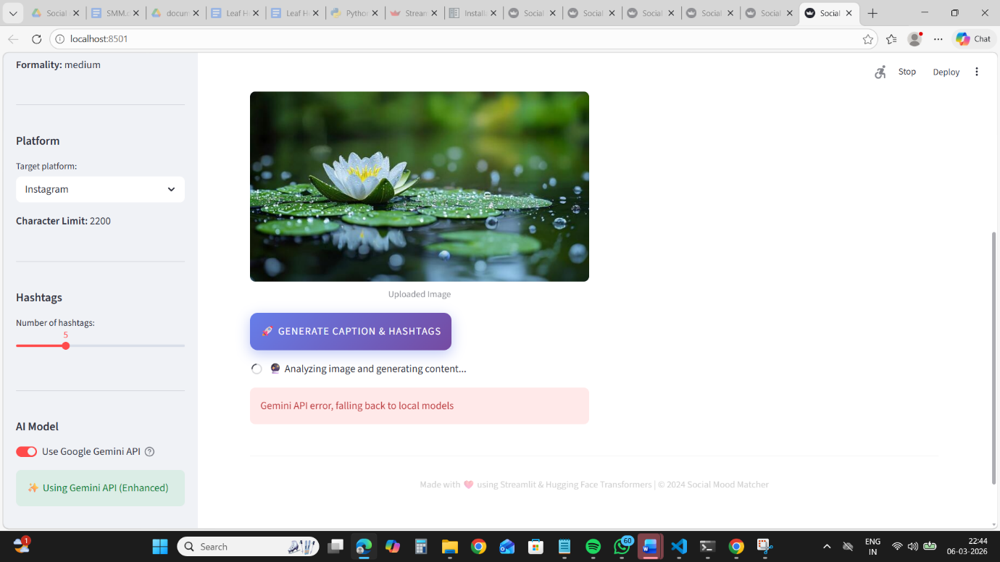 Social
SMM.
docum
Leaf H
Leaf H
Python
Stream
Install
Social
Social
Social
Social
Social
Social
localhost:8501
Chat
Formality: medium
Platform
Target platform:
Instagram
Character Limit: 2200
Hashtags
Number of hashtags:
5
AI Model
Use Google Gemini API
✨ Using Gemini API (Enhanced)
Stop
Deploy
Uploaded Image
🚀 GENERATE CAPTION & HASHTAGS
🔮 Analyzing image and generating content...
Gemini API error, falling back to local models
Made with ❤️ using Streamlit & Hugging Face Transformers | © 2024 Social Mood Matcher
1
Search
60
ENG
IN
22:44
06-03-2026